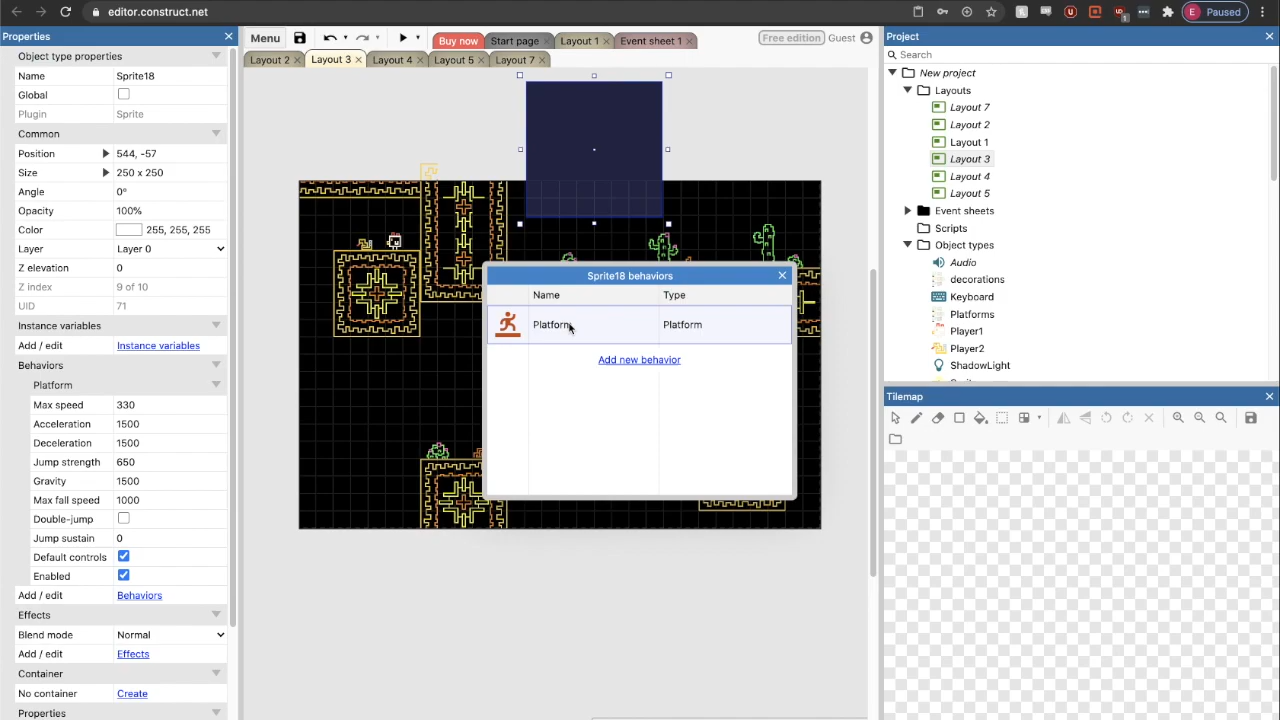 editor.construct.net
E Paused
Properties
Menu
Buy now
Start page
Layout 1
Event sheet 1
Free edition
Guest
Layout 2
Layout 3
Layout 4
Layout 5
Layout 7
Object type properties
Name Sprite18
Global
Plugin Sprite
Common
Position 544, -57
Size 250 x 250
Angle 0°
Opacity 100%
Color 255, 255, 255
Layer Layer 0
Z elevation 0
Z index 9 of 10
UID 71
Instance variables
Add / edit Instance variables
Behaviors
Platform
Max speed 330
Acceleration 1500
Deceleration 1500
Jump strength 650
Gravity 1500
Max fall speed 1000
Double-jump
Jump sustain 0
Default controls
Enabled
Add / edit Behaviors
Effects
Blend mode Normal
Add / edit Effects
Container
No container Create
Properties
Sprite18 behaviors
Name Type
Platform Platform
Add new behavior
Project
Search
New project
Layouts
Layout 7
Layout 2
Layout 1
Layout 3
Layout 4
Layout 5
Event sheets
Scripts
Object types
Audio
decorations
Keyboard
Platforms
Player1
Player2
ShadowLight
Tilemap